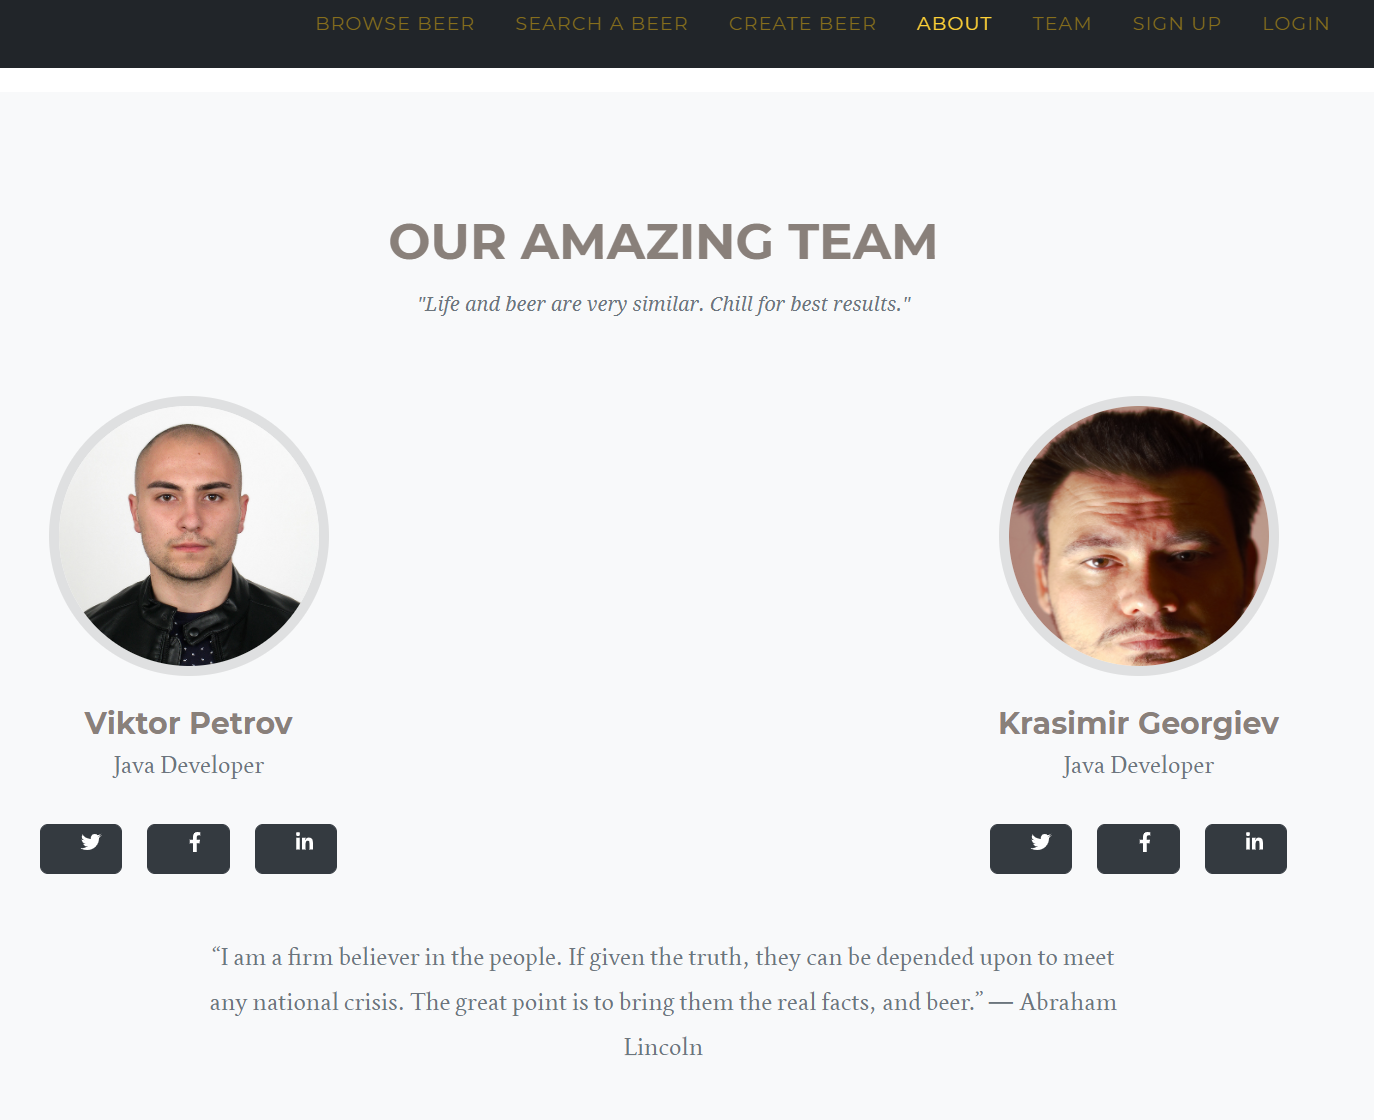 BROWSE BEER SEARCH A BEER CREATE BEER ABOUT TEAM SIGN UP LOGIN
OUR AMAZING TEAM
"Life and beer are very similar. Chill for best results."
Viktor Petrov
Java Developer
Krasimir Georgiev
Java Developer
“I am a firm believer in the people. If given the truth, they can be depended upon to meet
any national crisis. The great point is to bring them the real facts, and beer.” — Abraham
Lincoln